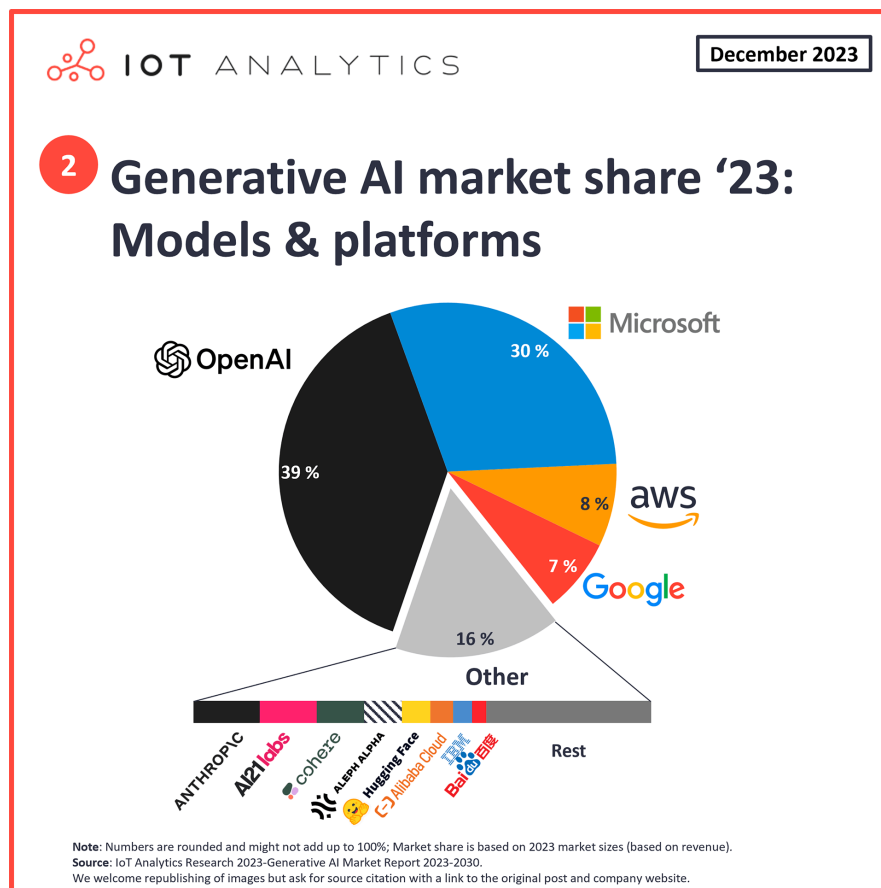 IOT ANALYTICS
December 2023
2
Generative AI market share ‘23:
Models & platforms
Microsoft
30 %
OpenAI
39 %
aws
8 %
7 %
Google
16 %
Other
ANTHROP\C
AI21labs
cohere
ALEPH ALPHA
Hugging Face
(-) Alibaba Cloud
IBM
Bai du 百度
Rest
Note: Numbers are rounded and might not add up to 100%; Market share is based on 2023 market sizes (based on revenue).
Source: IoT Analytics Research 2023-Generative AI Market Report 2023-2030.
We welcome republishing of images but ask for source citation with a link to the original post and company website.